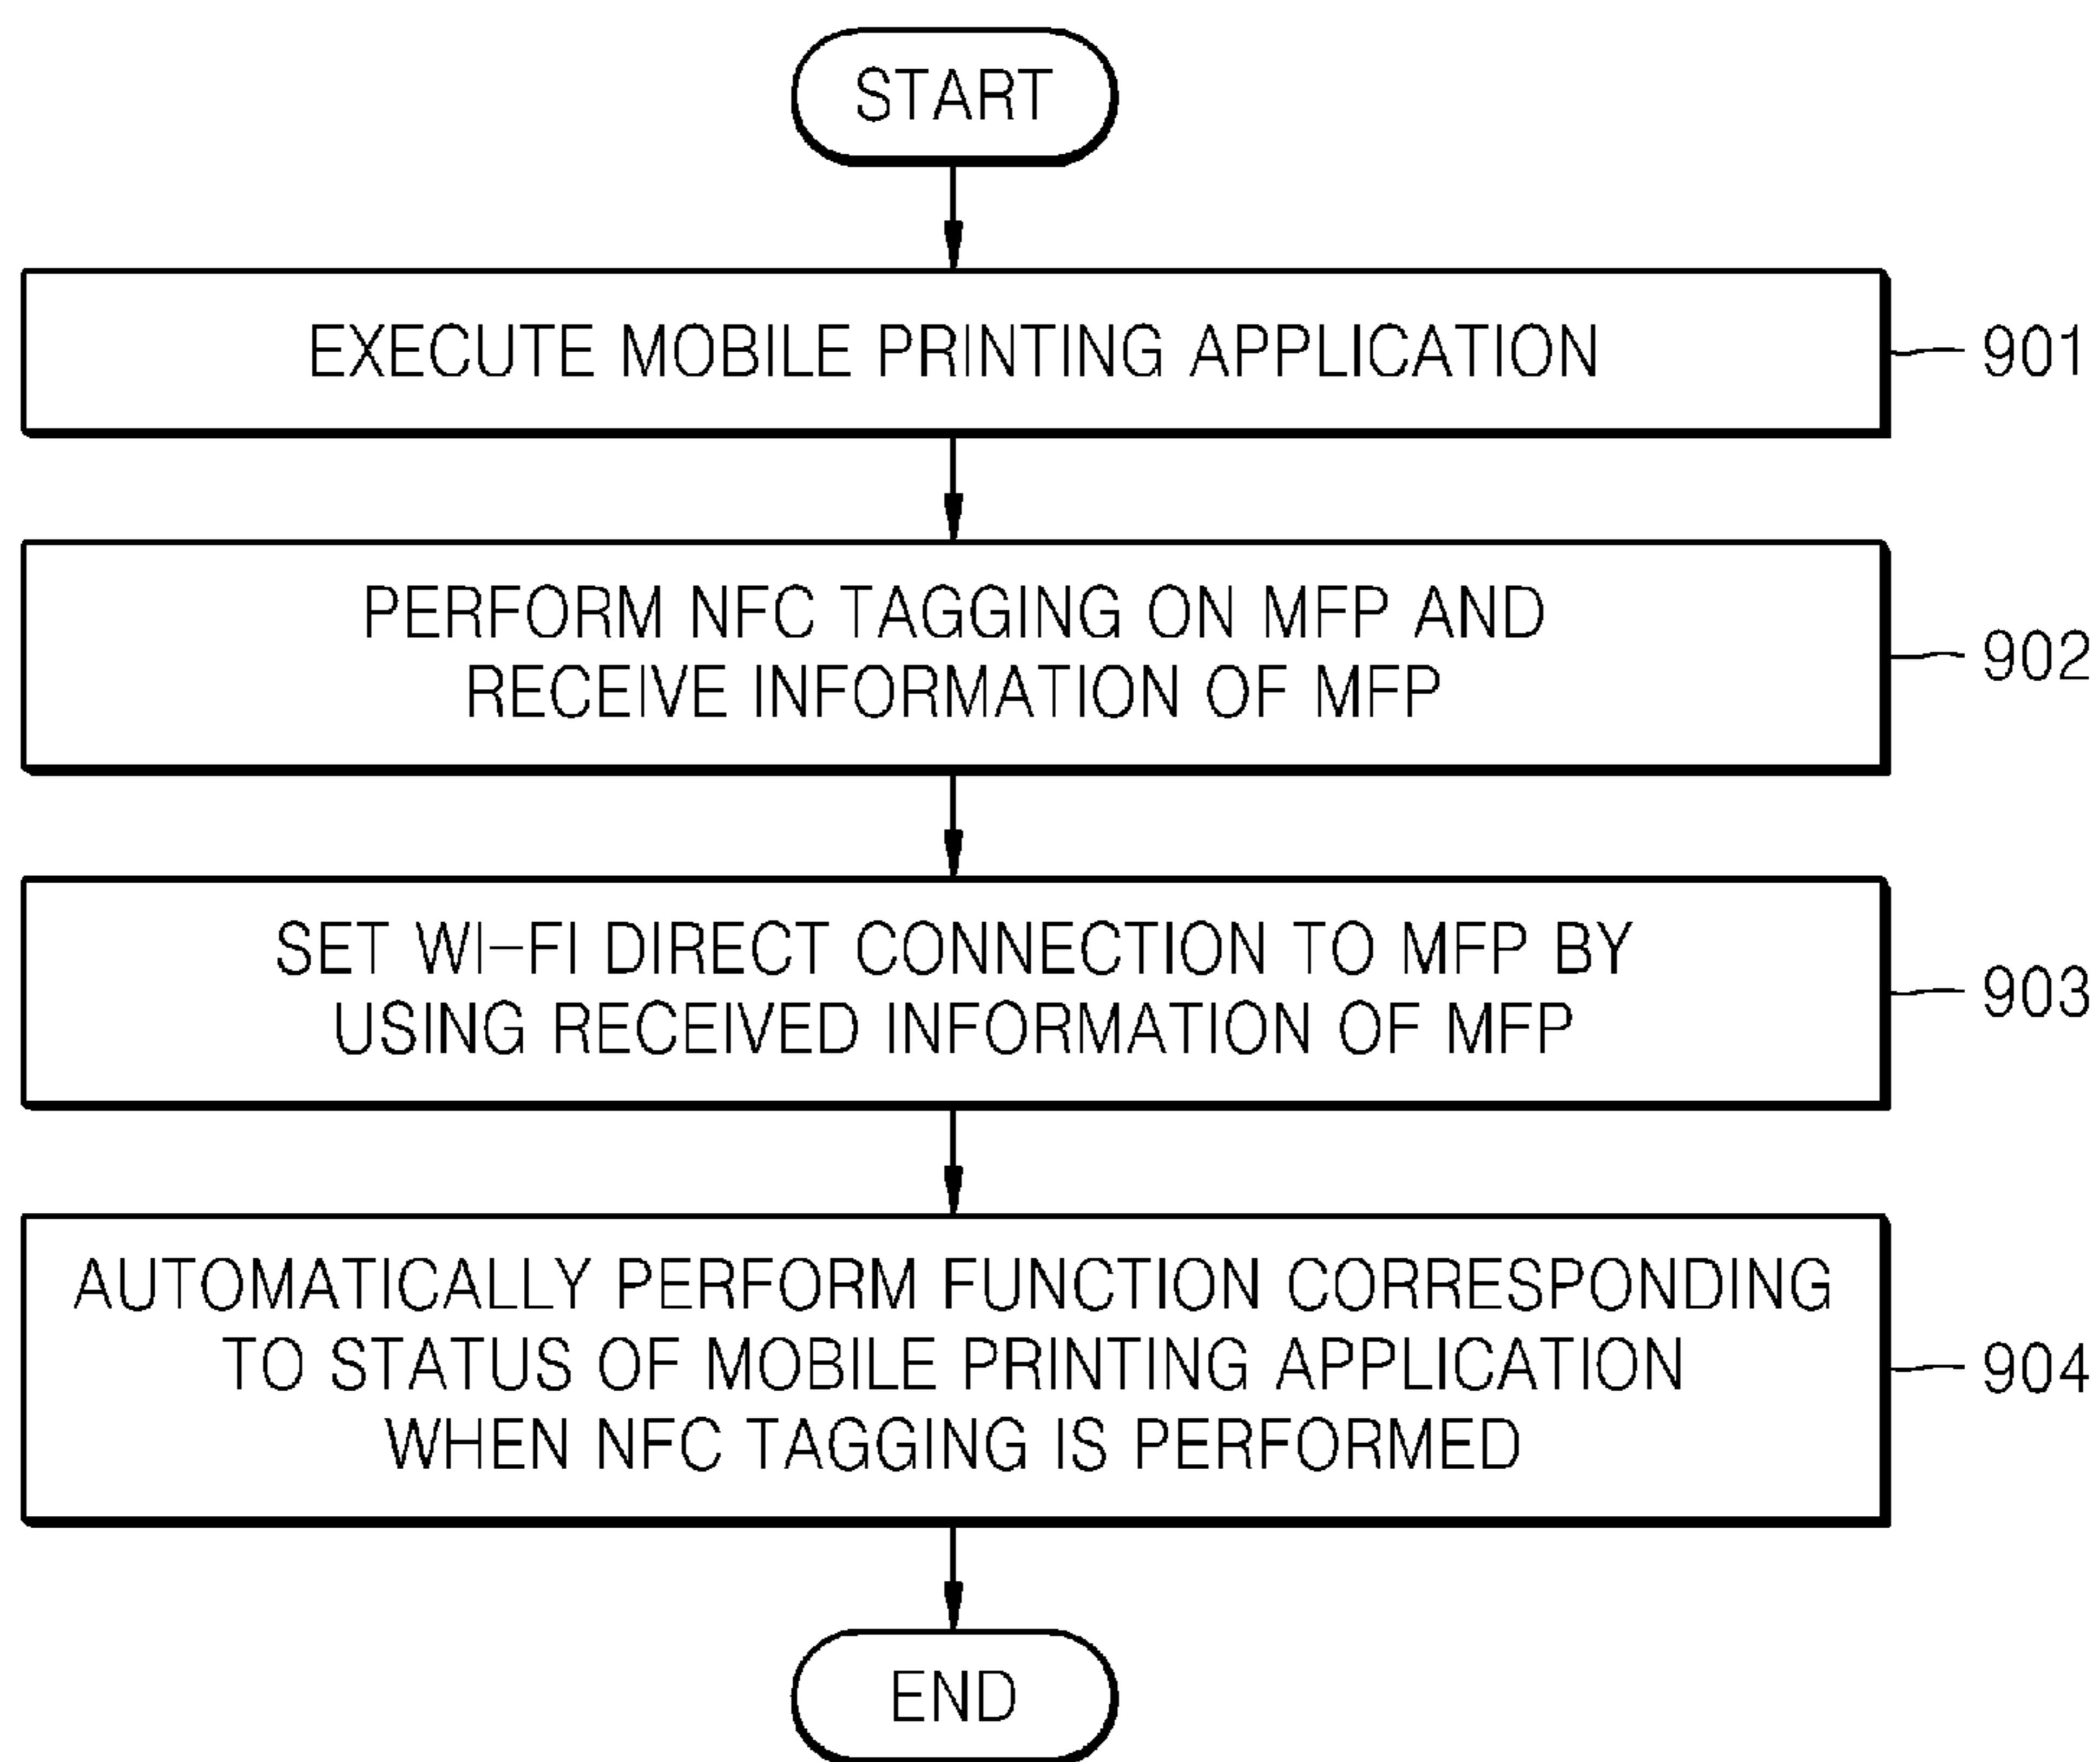 START
EXECUTE MOBILE PRINTING APPLICATION
901
PERFORM NFC TAGGING ON MFP AND
RECEIVE INFORMATION OF MFP
902
SET WI-FI DIRECT CONNECTION TO MFP BY
USING RECEIVED INFORMATION OF MFP
903
AUTOMATICALLY PERFORM FUNCTION CORRESPONDING
TO STATUS OF MOBILE PRINTING APPLICATION
WHEN NFC TAGGING IS PERFORMED
904
END